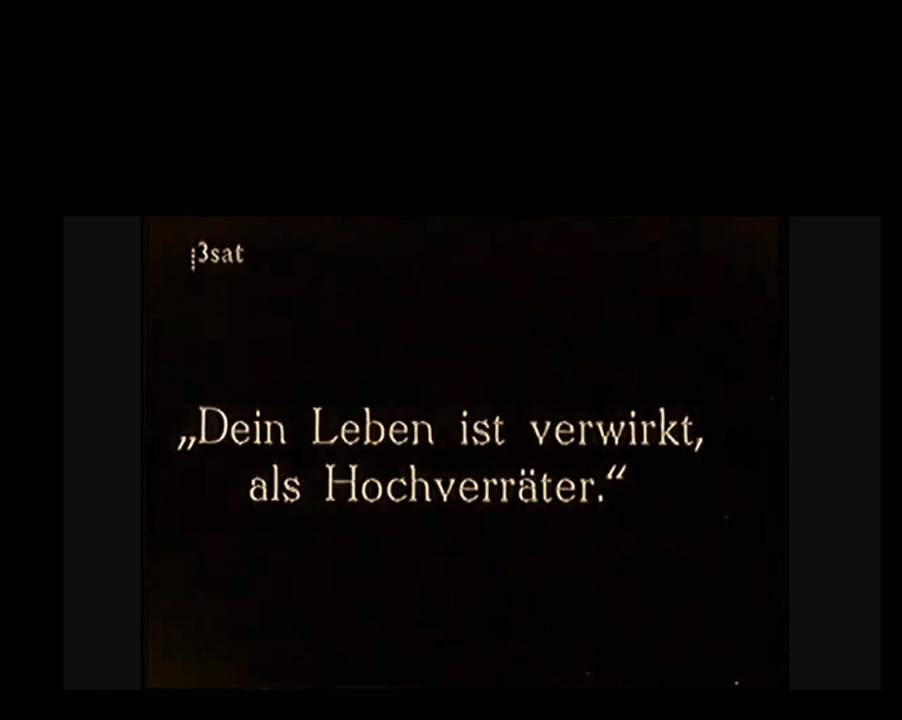 3sat
„Dein Leben ist verwirkt,
als Hochverräter.“